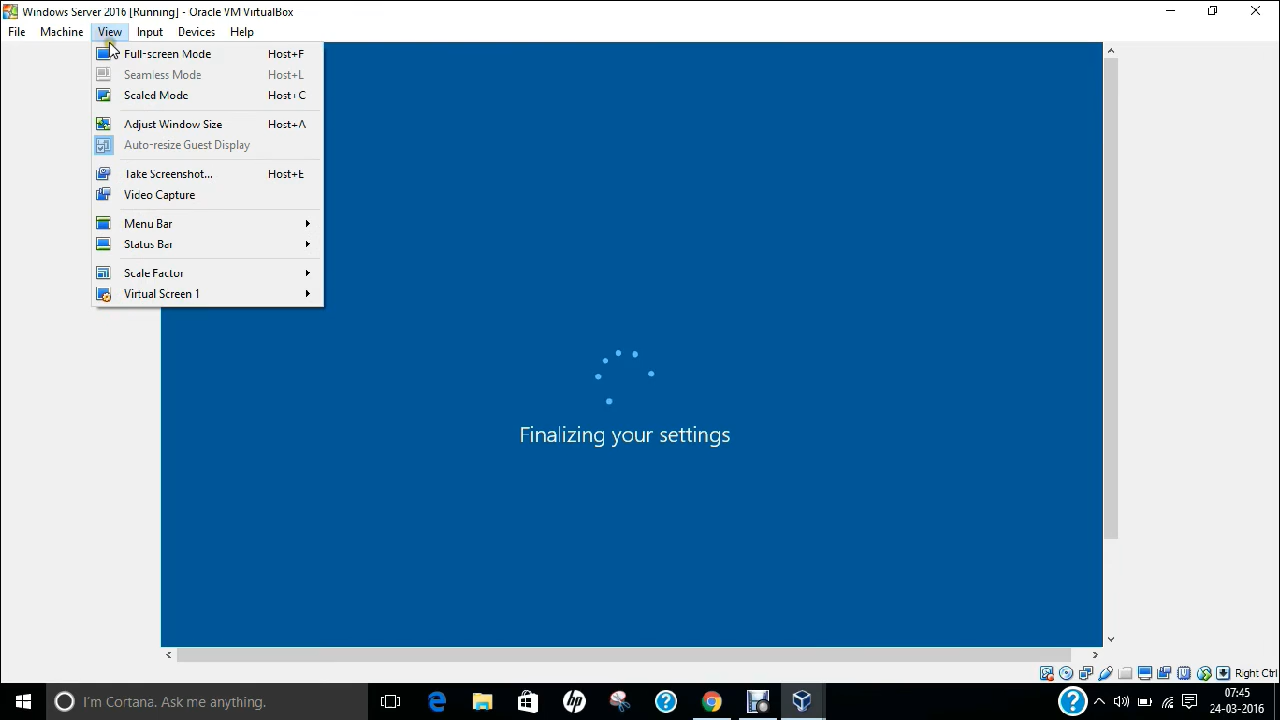 Windows Server 2016 [Running] - Oracle VM VirtualBox
File Machine View Input Devices Help
Full-screen Mode Host+F
Seamless Mode Host+L
Scaled Mode Host+C
Adjust Window Size Host+A
Auto-resize Guest Display
Take Screenshot... Host+E
Video Capture
Menu Bar
Status Bar
Scale Factor
Virtual Screen 1
Finalizing your settings
Right Ctrl
I'm Cortana. Ask me anything.
hp
07:45
24-03-2016